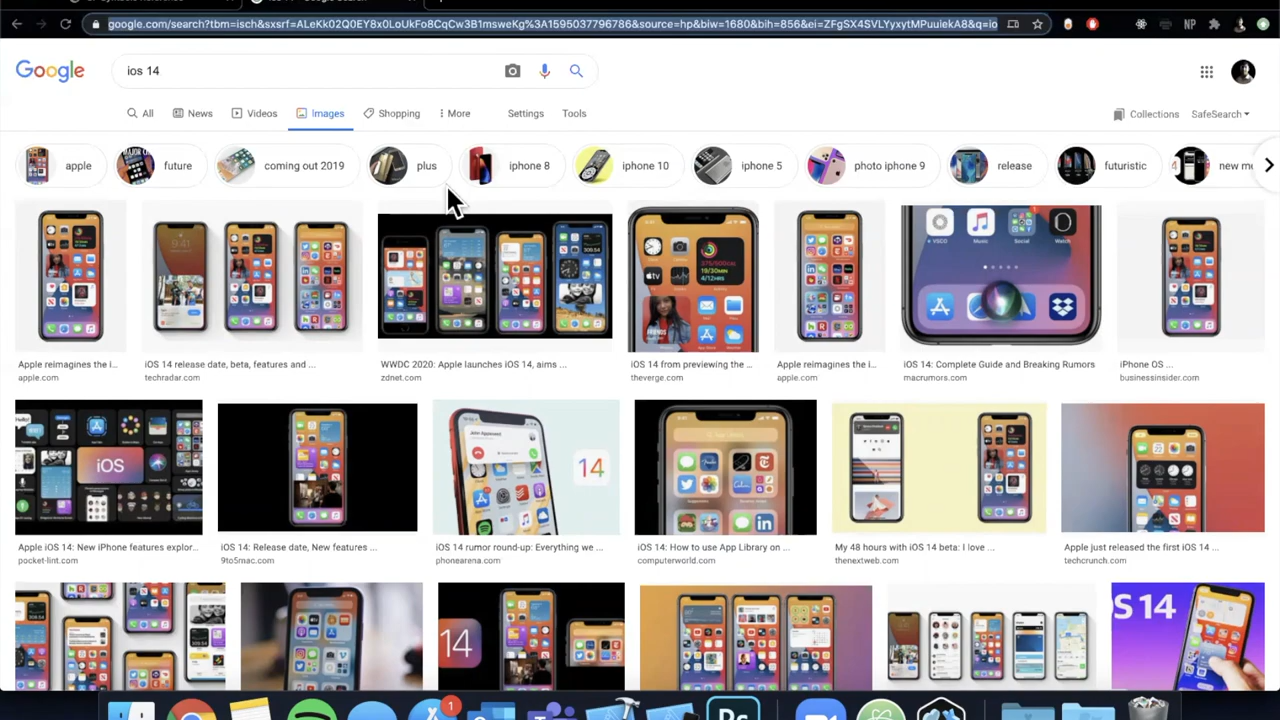 google.com/search?tbm=isch&sxsrf=ALeKk02Q0EY8x0LoUkFo8CqCw3B1msweKg%3A1595037796786&source=hp&biw=1680&bih=856&ei=ZFgSX4SVLYyxytMPuuiekA8&q=io
NP
Google
ios 14
All
News
Videos
Images
Shopping
More
Settings
Tools
Collections
SafeSearch
apple
future
coming out 2019
plus
iphone 8
iphone 10
iphone 5
photo iphone 9
release
futuristic
new m
VSCO
Music
Social
Watch
Apple reimagines the i...
apple.com
iOS 14 release date, beta, features and ...
techradar.com
WWDC 2020: Apple launches iOS 14, aims ...
zdnet.com
iOS 14 from previewing the ...
theverge.com
Apple reimagines the i...
apple.com
iOS 14: Complete Guide and Breaking Rumors
macrumors.com
iPhone OS ...
businessinsider.com
iOS
14
Apple iOS 14: New iPhone features explor...
pocket-lint.com
iOS 14: Release date, New features ...
9to5mac.com
iOS 14 rumor round-up: Everything we ...
phonearena.com
iOS 14: How to use App Library on ...
computerworld.com
My 48 hours with iOS 14 beta: I love ...
thenextweb.com
Apple just released the first iOS 14 ...
techcrunch.com
14
S 14
1